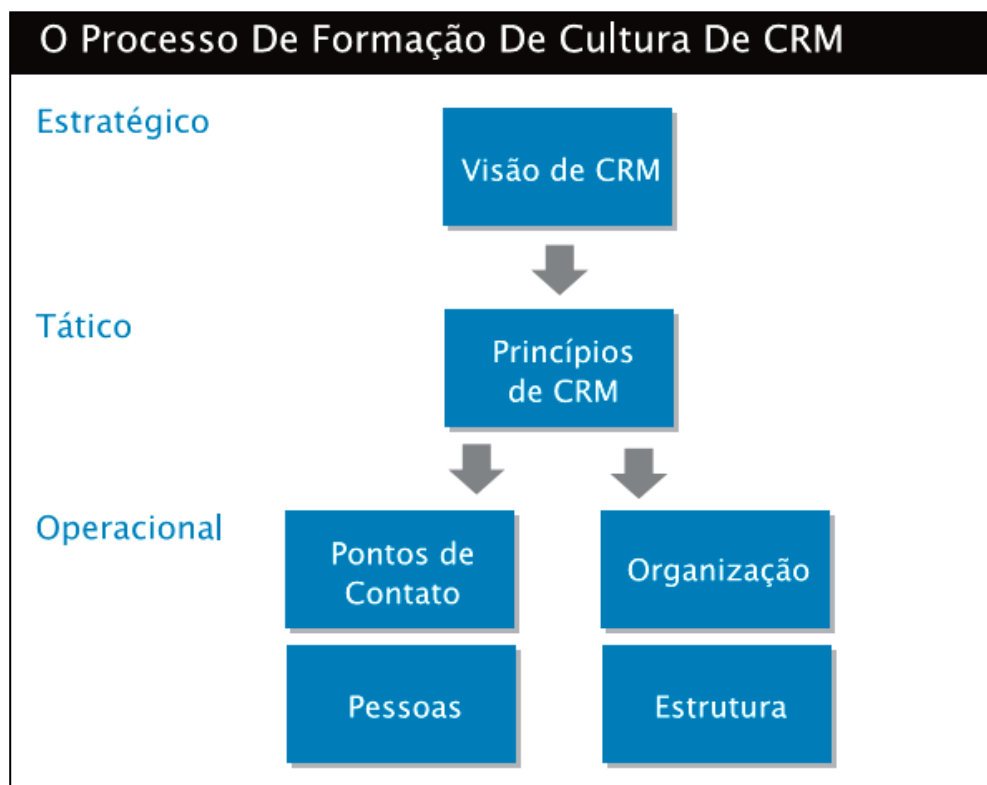 O Processo De Formação De Cultura De CRM
Estratégico
Visão de CRM
Tático
Princípios
de CRM
Operacional
Pontos de
Contato
Organização
Pessoas
Estrutura